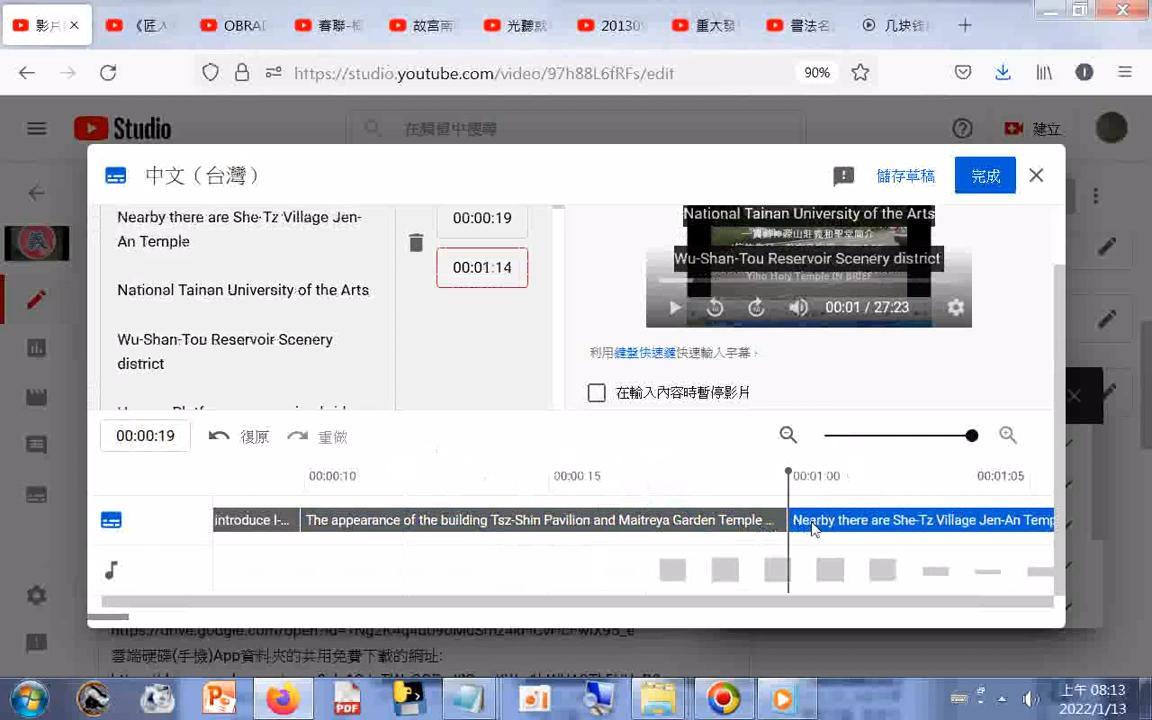 影片
《匠人
OBRA
春聯-
故宮南
光聽就
20130
重大發
書法名
几块钱
https://studio.youtube.com/video/97h88L6fRFs/edit
90%
Studio
在頻道中搜尋
建立
中文（台灣）
儲存草稿
完成
Nearby there are She-Tz Village Jen-
An Temple
National Tainan University of the Arts
Wu-Shan-Tou Reservoir Scenery
district
00:00:19
00:01:14
National Tainan University of the Arts
Wu-Shan-Tou Reservoir Scenery district
Yiho Holy Temple IN BRIEF
00:01 / 27:23
利用鍵盤快速鍵快速輸入字幕。
在輸入內容時暫停影片
00:00:19
復原
重做
00:00:10
00:00:15
00:01:00
00:01:05
introduce I-...
The appearance of the building Tsz-Shin Pavilion and Maitreya Garden Temple ...
Nearby there are She-Tz Village Jen-An Temp
雲端硬碟(手機)App資料夾的共用免費下載的網址:
上午 08:13
2022/1/13